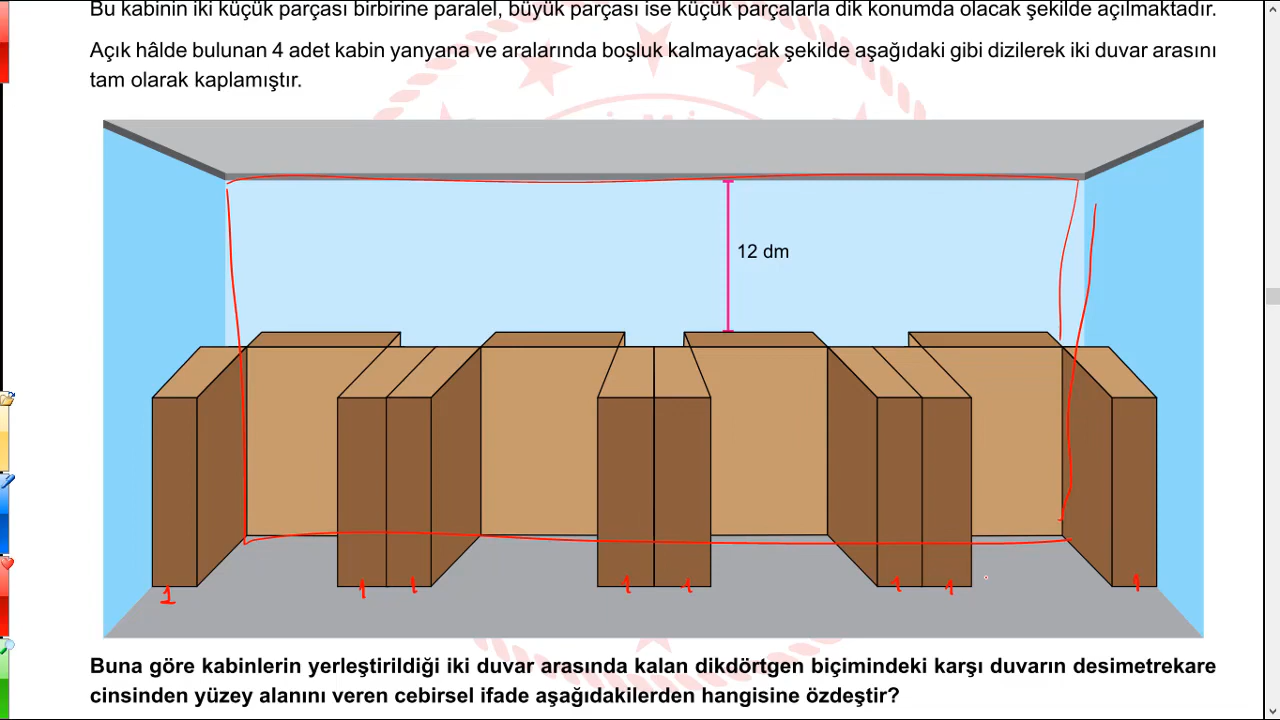 Bu kabinin iki küçük parçası birbirine paralel, büyük parçası ise küçük parçalarla dik konumda olacak şekilde açılmaktadır.
Açık hâlde bulunan 4 adet kabin yanyana ve aralarında boşluk kalmayacak şekilde aşağıdaki gibi dizilerek iki duvar arasını
tam olarak kaplamıştır.
12 dm
1 1 1 1 1 1 1 1
Buna göre kabinlerin yerleştirildiği iki duvar arasında kalan dikdörtgen biçimindeki karşı duvarın desimetrekare
cinsinden yüzey alanını veren cebirsel ifade aşağıdakilerden hangisine özdeştir?